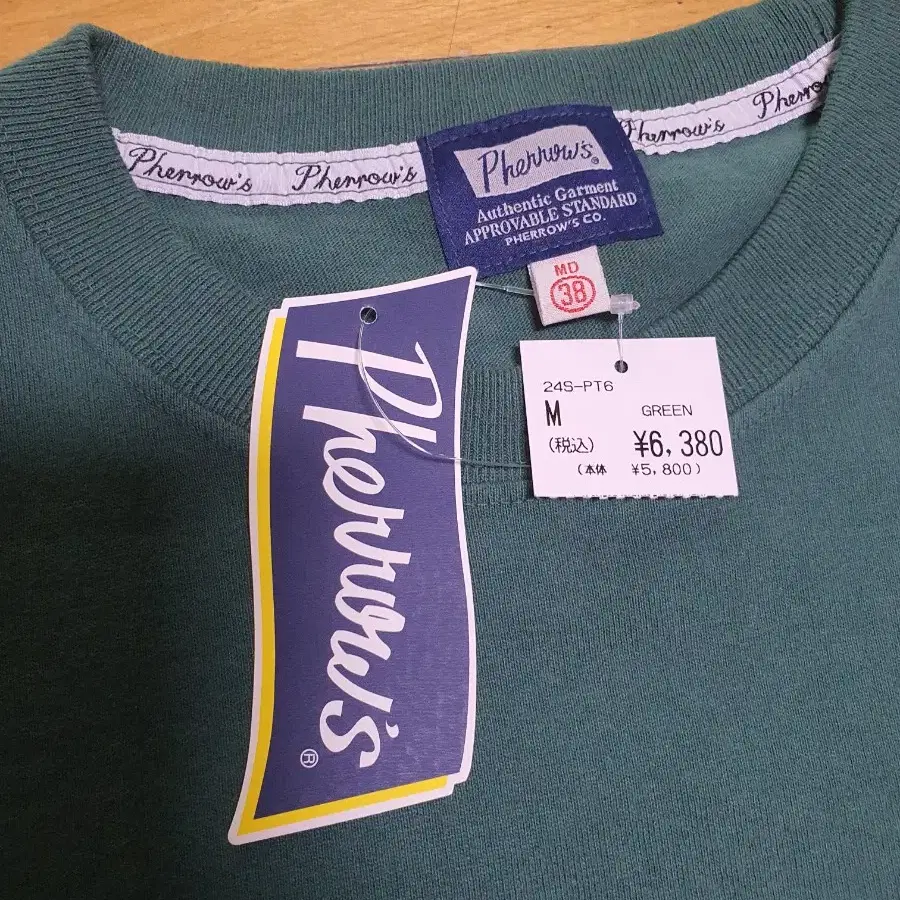 Pherrow's Pherrow's
Pherrow's®
Authentic Garment
APPROVABLE STANDARD
PHERROW'S CO.
Pherrow's Pherro
MD
38
Pherrow's®
24S-PT6
M GREEN
(税込) ¥6,380
(本体 ¥5,800)